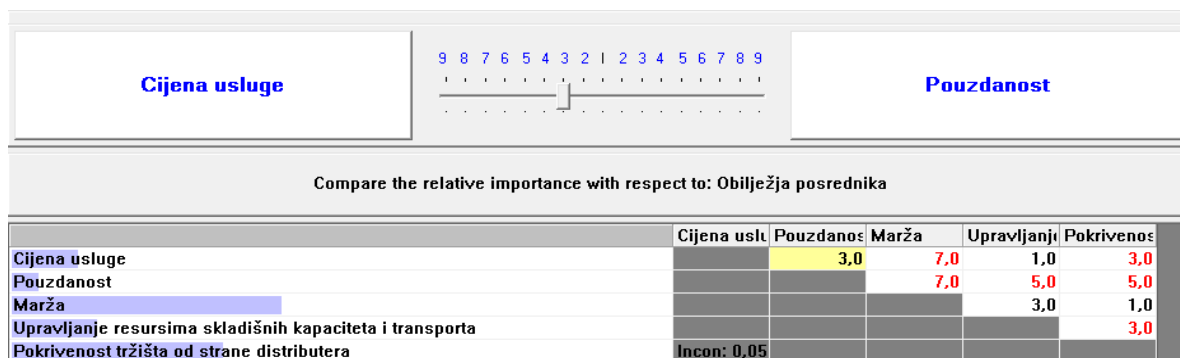 9 8 7 6 5 4 3 2 1 2 3 4 5 6 7 8 9
Cijena usluge
Pouzdanost
Compare the relative importance with respect to: Obilježja posrednika
Cijena uslu Pouzdanos Marža Upravljanje Pokrivenos
Cijena usluge 3,0 7,0 1,0 3,0
Pouzdanost 7,0 5,0 5,0
Marža 3,0 1,0
Upravljanje resursima skladišnih kapaciteta i transporta 3,0
Pokrivenost tržišta od strane distributera Incon: 0,05